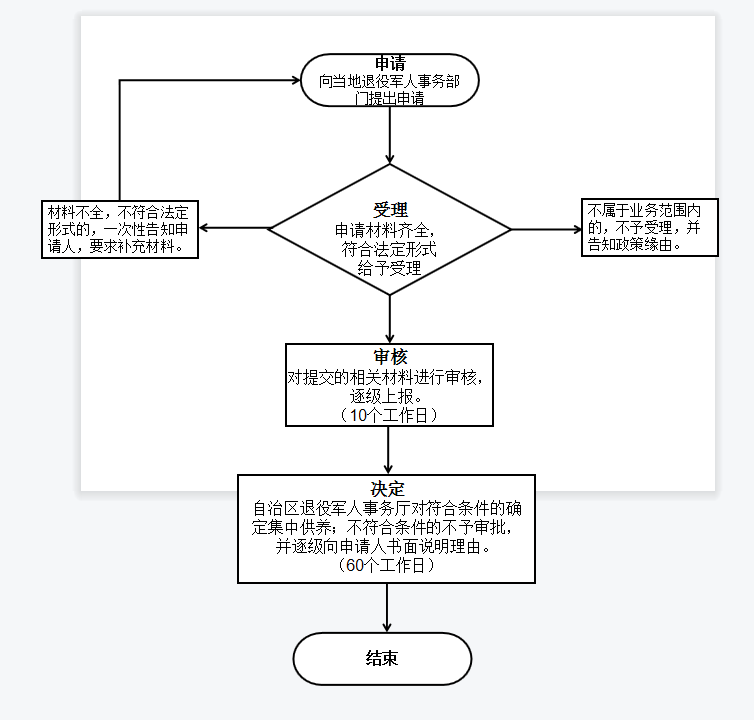 申请
向当地退役军人事务部
门提出申请
材料不全，不符合法定
形式的，一次性告知申
请人，要求补充材料。
受理
申请材料齐全，
符合法定形式
给予受理
不属于业务范围内
的，不予受理，并
告知政策缘由。
审核
对提交的相关材料进行审核，
逐级上报。
（10个工作日）
决定
自治区退役军人事务厅对符合条件的确
定集中供养；不符合条件的不予审批，
并逐级向申请人书面说明理由。
（60个工作日）
结束